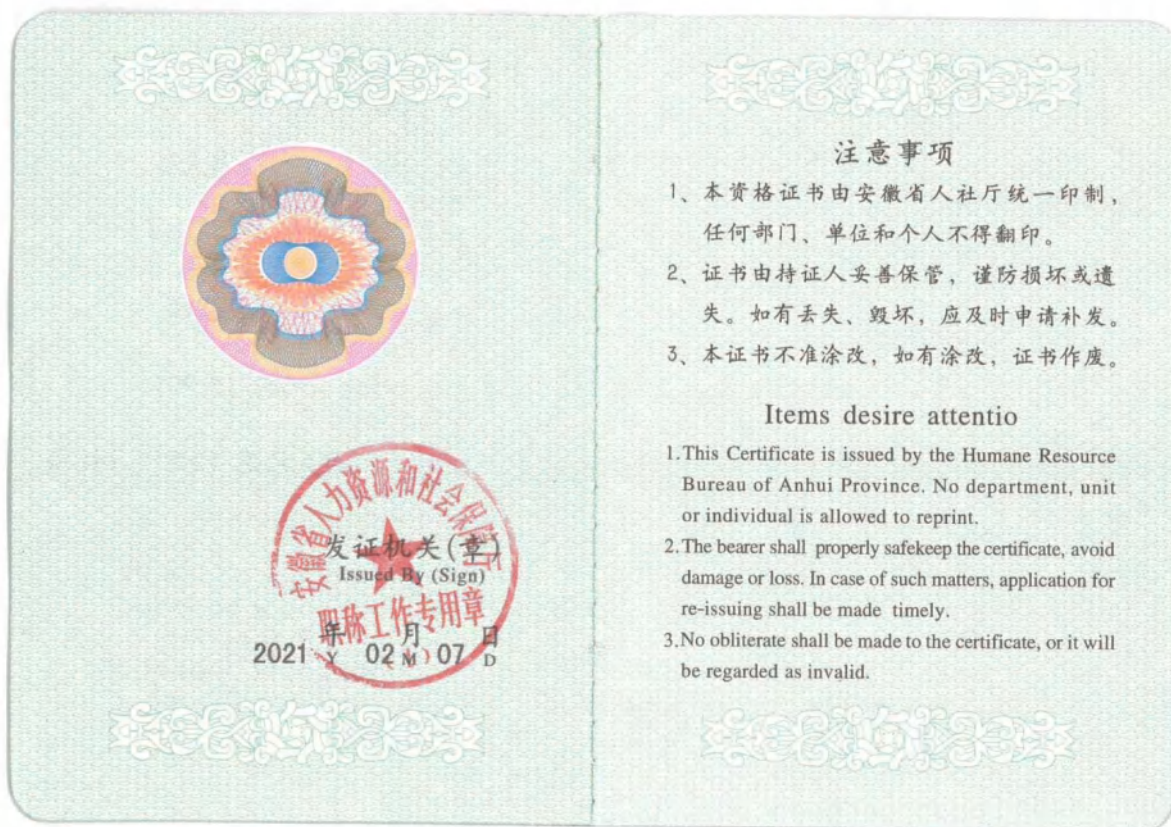 安徽省人力资源和社会保障厅
发证机关(章)
Issued By (Sign)
职称工作专用章
年 月 日
2021 Y 02 M 07 D
注意事项
1、本资格证书由安徽省人社厅统一印制，
任何部门、单位和个人不得翻印。
2、证书由持证人妥善保管，谨防损坏或遗
失。如有丢失、毁坏，应及时申请补发。
3、本证书不准涂改，如有涂改，证书作废。
Items desire attentio
1.This Certificate is issued by the Humane Resource
Bureau of Anhui Province. No department, unit
or individual is allowed to reprint.
2.The bearer shall properly safekeep the certificate, avoid
damage or loss. In case of such matters, application for
re-issuing shall be made timely.
3.No obliterate shall be made to the certificate, or it will
be regarded as invalid.